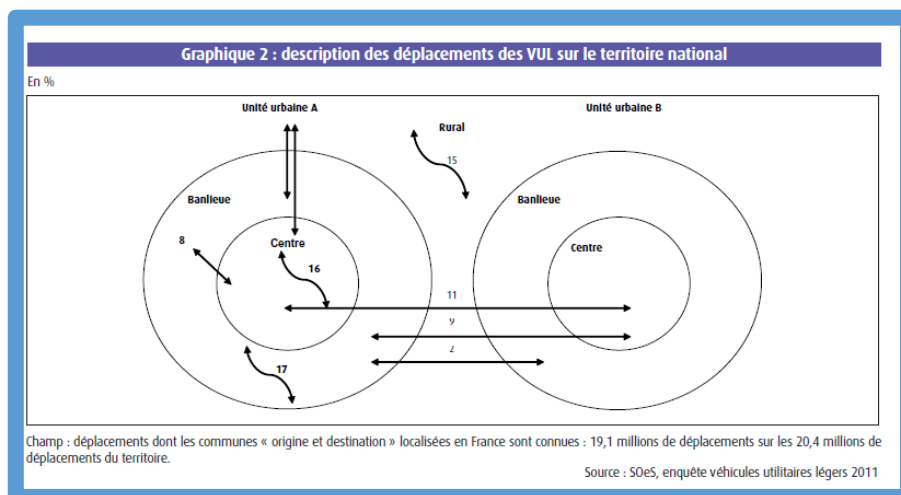 Graphique 2 : description des déplacements des VUL sur le territoire national
En %
Unité urbaine A
Unité urbaine B
Rural
15
Banlieue
Banlieue
8
Centre
Centre
16
11
17
Champ : déplacements dont les communes « origine et destination » localisées en France sont connues : 19,1 millions de déplacements sur les 20,4 millions de
déplacements du territoire.
Source : SOeS, enquête véhicules utilitaires légers 2011